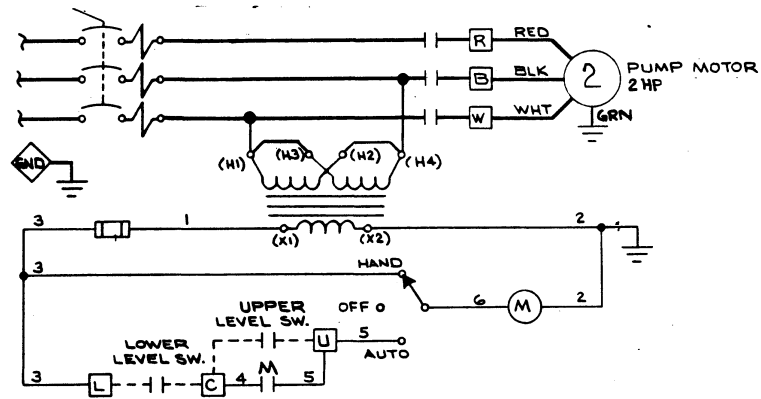 R RED
B BLK
W WHT
2
PUMP MOTOR
2 HP
GRN
GND
(H1) (H3) (H2) (H4)
3 1 (X1) (X2) 2
3 HAND
OFF
6 M 2
UPPER
LEVEL SW.
U 5
AUTO
LOWER
LEVEL SW.
3 L C 4 M 5